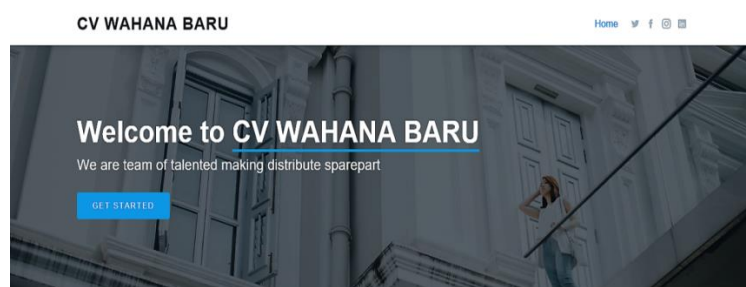 CV WAHANA BARU
Home
Welcome to CV WAHANA BARU
We are team of talented making distribute sparepart
GET STARTED